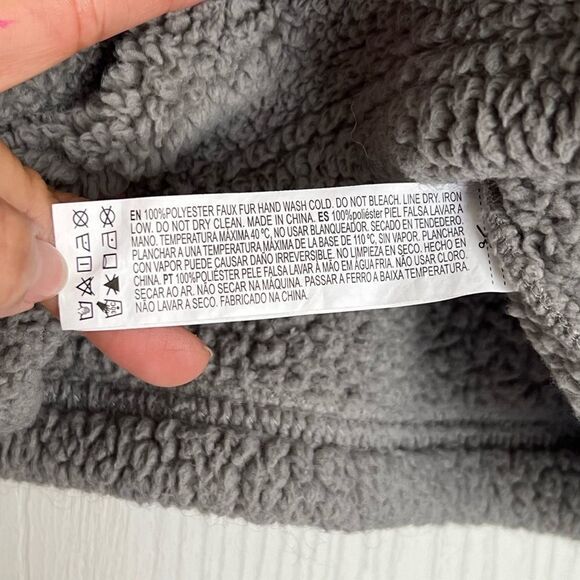 EN 100%POLYESTER FAUX FUR HAND WASH COLD. DO NOT BLEACH. LINE DRY. IRON
LOW. DO NOT DRY CLEAN. MADE IN CHINA. ES 100%poliéster PIEL FALSA LAVAR A
MANO. TEMPERATURA MÁXIMA 40 ºC, NO USAR BLANQUEADOR. SECADO EN TENDEDERO.
PLANCHAR A UNA TEMPERATURA MÁXIMA DE LA BASE DE 110 ºC, SIN VAPOR. PLANCHAR
CON VAPOR PUEDE CAUSAR DAÑO IRREVERSIBLE. NO LIMPIEZA EN SECO. HECHO EN
CHINA. PT 100%POLIÉSTER PELE FALSA LAVAR À MÃO EM ÁGUA FRIA. NÃO USAR CLORO.
SECAR AO AR. NÃO SECAR NA MAQUINA. PASSAR A FERRO A BAIXA TEMPERATURA.
NÃO LAVAR A SECO. FABRICADO NA CHINA.